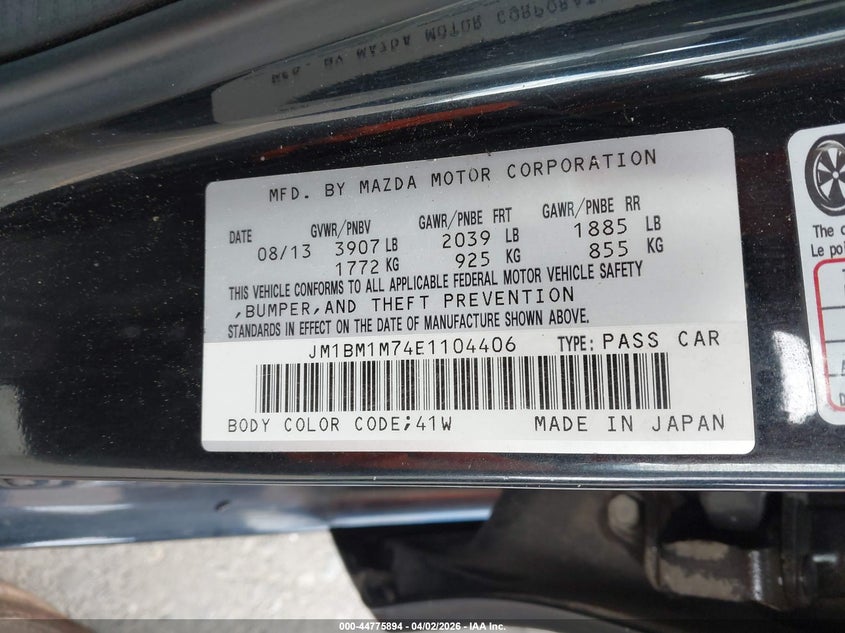 MFD. BY MAZDA MOTOR CORPORATION
DATE GVWR/PNBV GAWR/PNBE FRT GAWR/PNBE RR
08/13 3907 LB 2039 LB 1885 LB
1772 KG 925 KG 855 KG
THIS VEHICLE CONFORMS TO ALL APPLICABLE FEDERAL MOTOR VEHICLE SAFETY
,BUMPER,AND THEFT PREVENTION
STANDARDS IN EFFECT ON THE DATE OF MANUFACTURE SHOWN ABOVE.
JM1BM1M74E1104406 TYPE: PASS CAR
BODY COLOR CODE;41W MADE IN JAPAN
The
Le
000-44775894 - 04/02/2026 - IAA Inc.